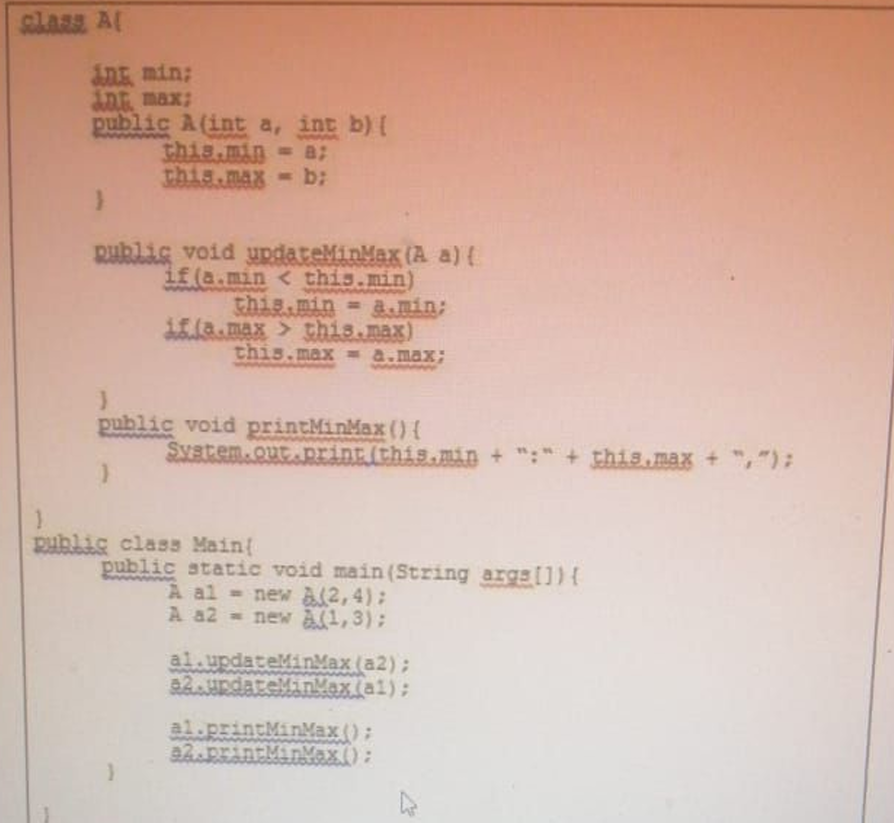 class A{
int min;
int max;
public A(int a, int b){
this.min = a;
this.max = b;
}
public void updateMinMax(A a){
if(a.min < this.min)
this.min = a.min;
if(a.max > this.max)
this.max = a.max;
}
public void printMinMax(){
System.out.print(this.min + ":" + this.max + ",");
}
}
public class Main{
public static void main(String args[]){
A a1 = new A(2,4);
A a2 = new A(1,3);
a1.updateMinMax(a2);
a2.updateMinMax(a1);
a1.printMinMax();
a2.printMinMax();
}
}